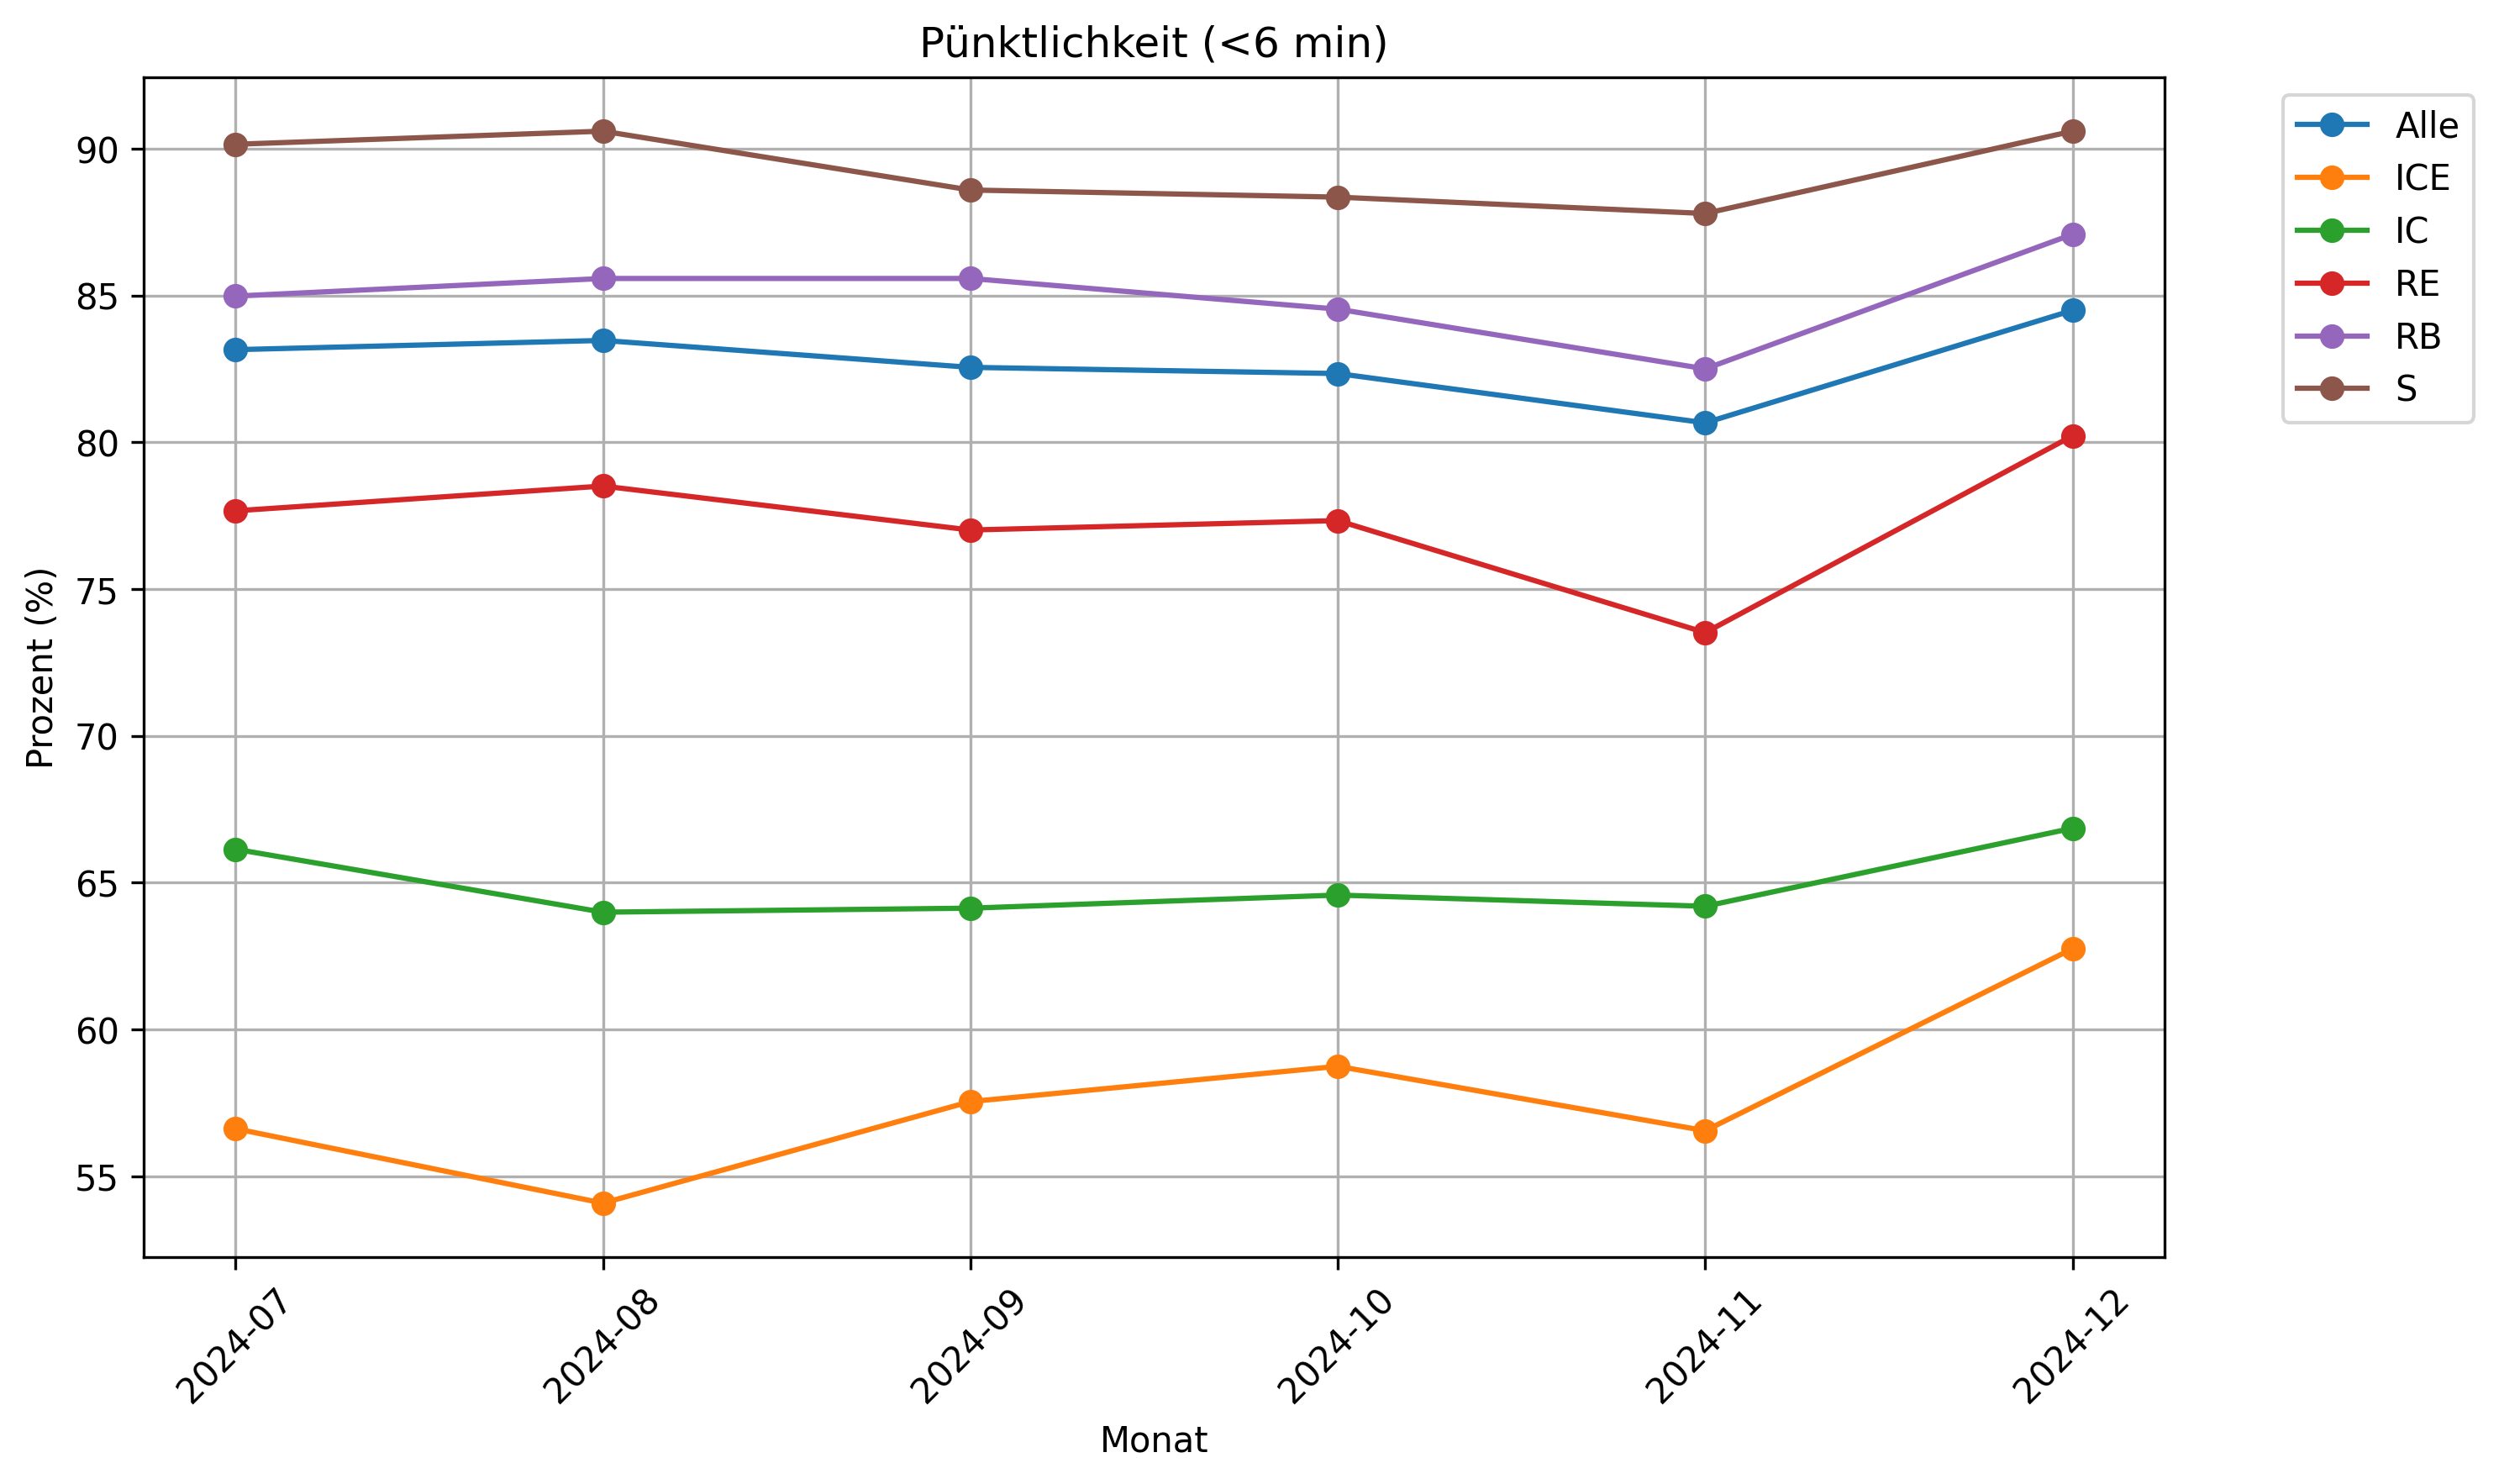 Pünktlichkeit (<6 min)
90
85
80
75
70
65
60
55
Prozent (%)
2024-07
2024-08
2024-09
2024-10
2024-11
2024-12
Monat
Alle
ICE
IC
RE
RB
S